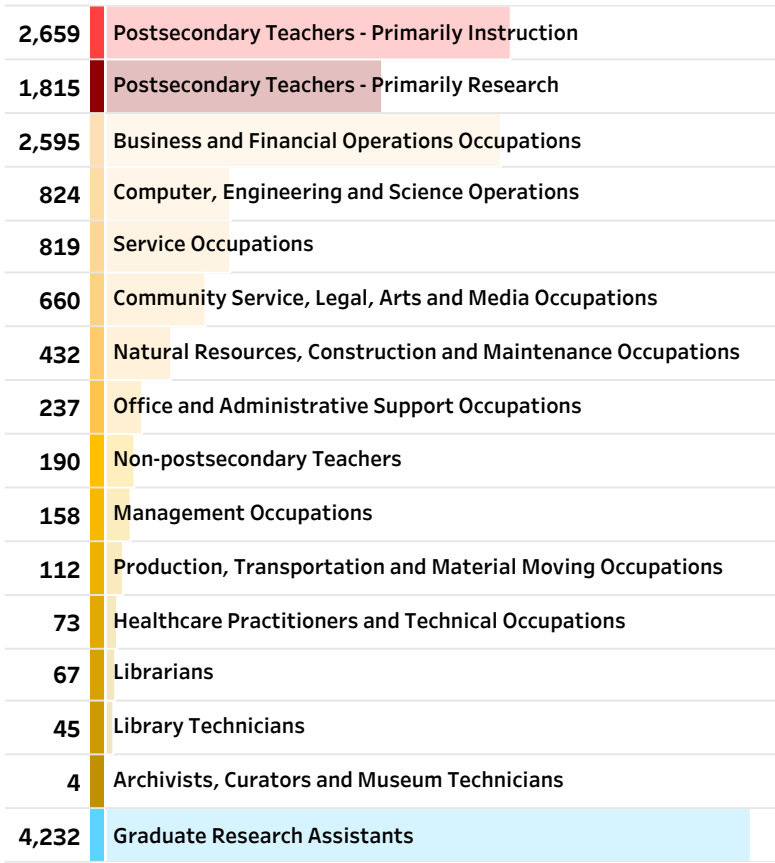 2,659 Postsecondary Teachers - Primarily Instruction
1,815 Postsecondary Teachers - Primarily Research
2,595 Business and Financial Operations Occupations
824 Computer, Engineering and Science Operations
819 Service Occupations
660 Community Service, Legal, Arts and Media Occupations
432 Natural Resources, Construction and Maintenance Occupations
237 Office and Administrative Support Occupations
190 Non-postsecondary Teachers
158 Management Occupations
112 Production, Transportation and Material Moving Occupations
73 Healthcare Practitioners and Technical Occupations
67 Librarians
45 Library Technicians
4 Archivists, Curators and Museum Technicians
4,232 Graduate Research Assistants